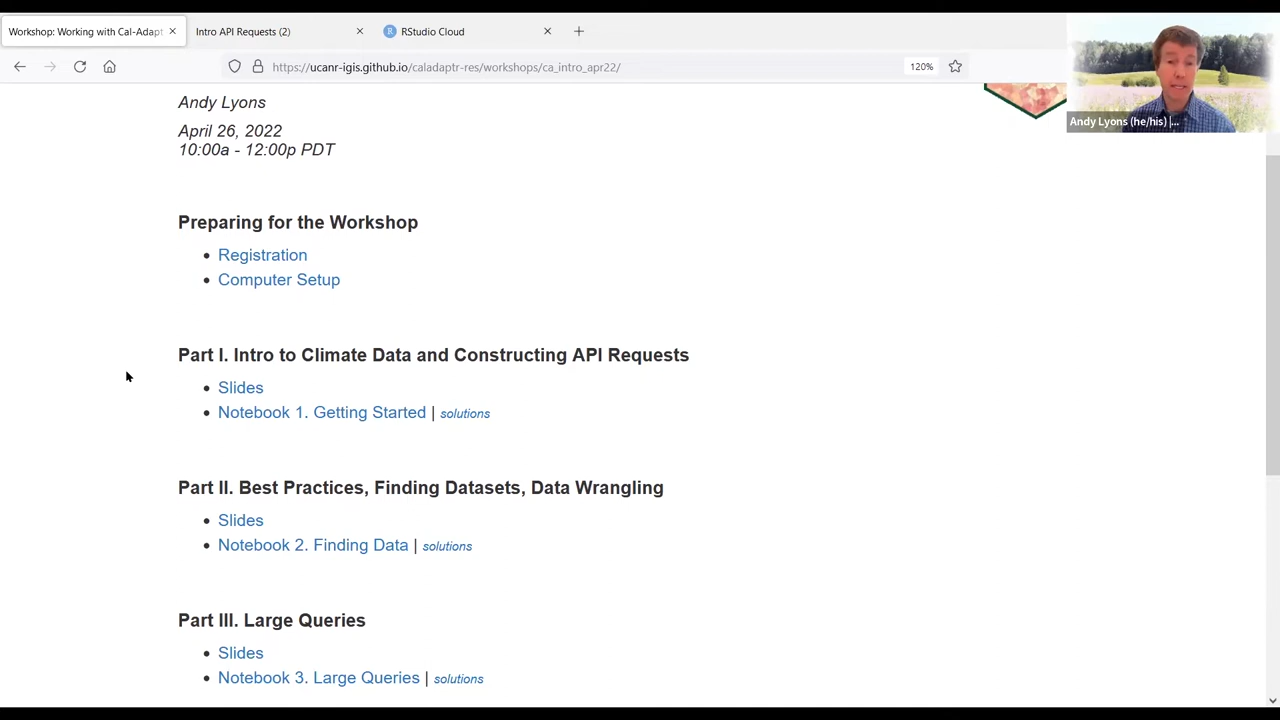 Workshop: Working with Cal-Adapt
Intro API Requests (2)
RStudio Cloud
https://ucanr-igis.github.io/caladaptr-res/workshops/ca_intro_apr22/
120%
Andy Lyons (he/his) |...
Andy Lyons
April 26, 2022
10:00a - 12:00p PDT
Preparing for the Workshop
• Registration
• Computer Setup
Part I. Intro to Climate Data and Constructing API Requests
• Slides
• Notebook 1. Getting Started | solutions
Part II. Best Practices, Finding Datasets, Data Wrangling
• Slides
• Notebook 2. Finding Data | solutions
Part III. Large Queries
• Slides
• Notebook 3. Large Queries | solutions